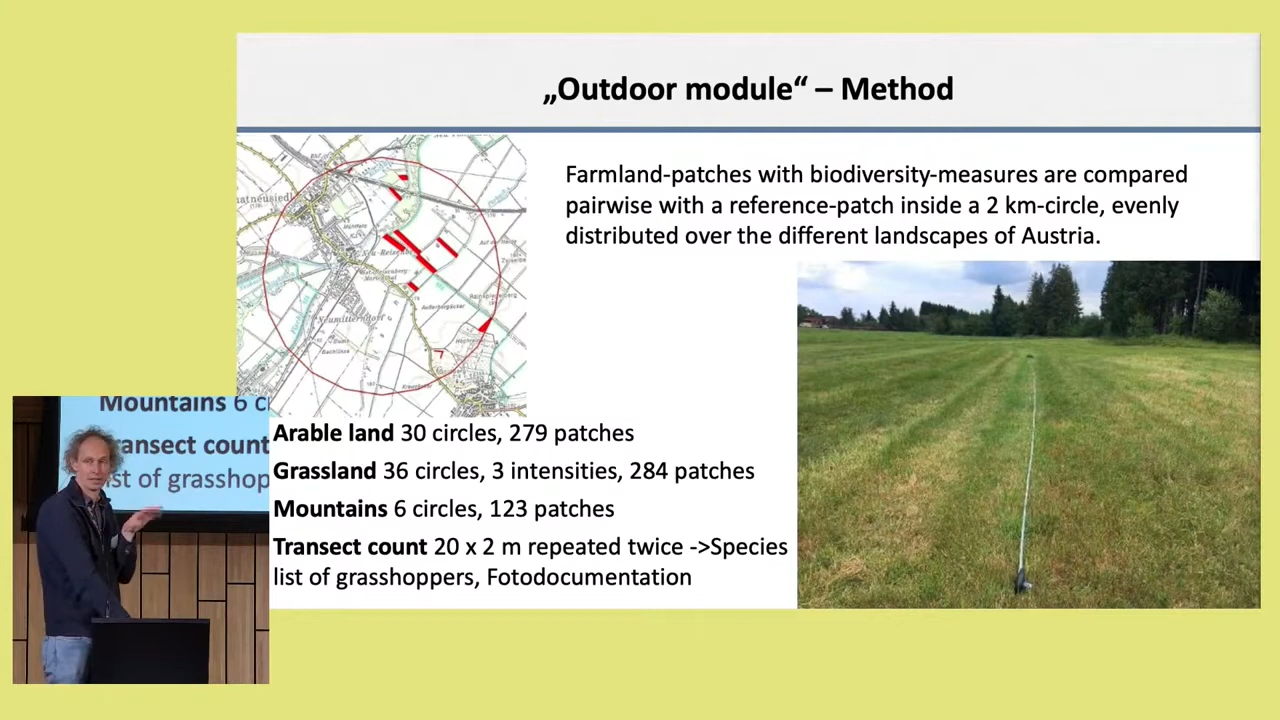 „Outdoor module“ – Method
Farmland-patches with biodiversity-measures are compared
pairwise with a reference-patch inside a 2 km-circle, evenly
distributed over the different landscapes of Austria.
Arable land 30 circles, 279 patches
Grassland 36 circles, 3 intensities, 284 patches
Mountains 6 circles, 123 patches
Transect count 20 x 2 m repeated twice ->Species
list of grasshoppers, Fotodocumentation
Mountains 6 ci
ransect count
st of grasshop